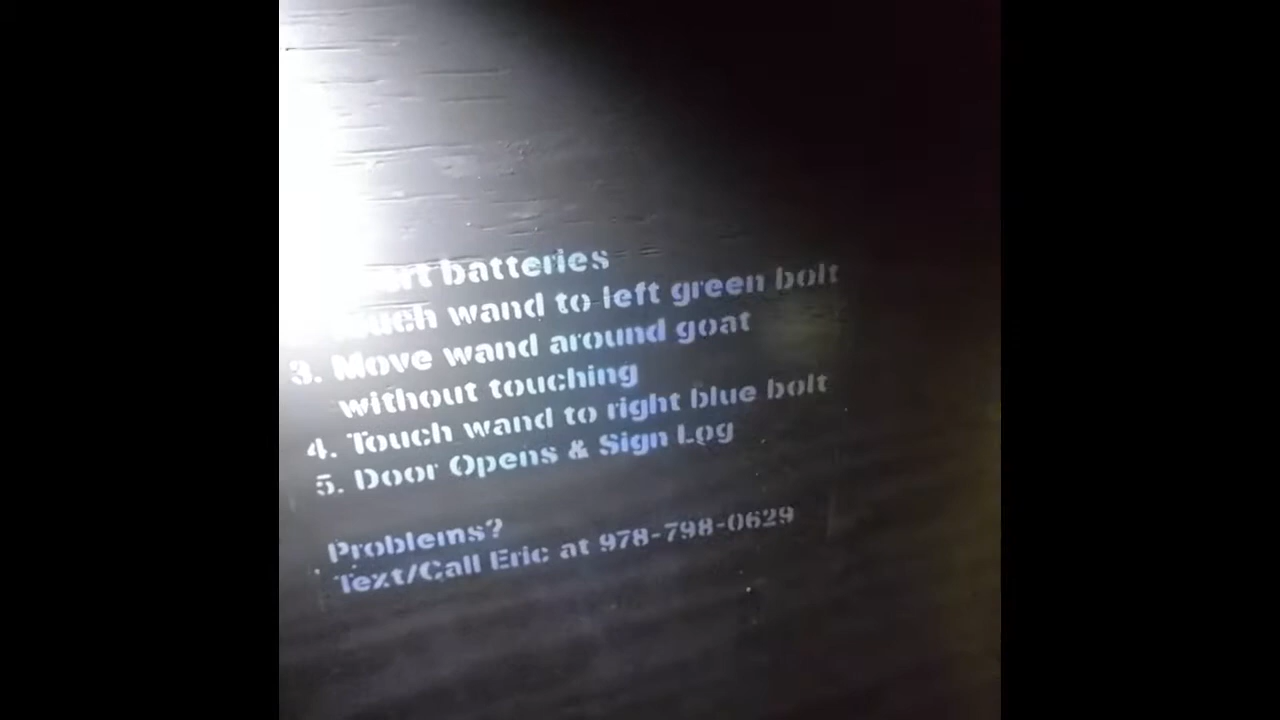 batteries
wand to left green bolt
3. Move wand around goat
without touching
4. Touch wand to right blue bolt
5. Door Opens & Sign Log
Problems?
Text/Call Eric at 978-798-0629